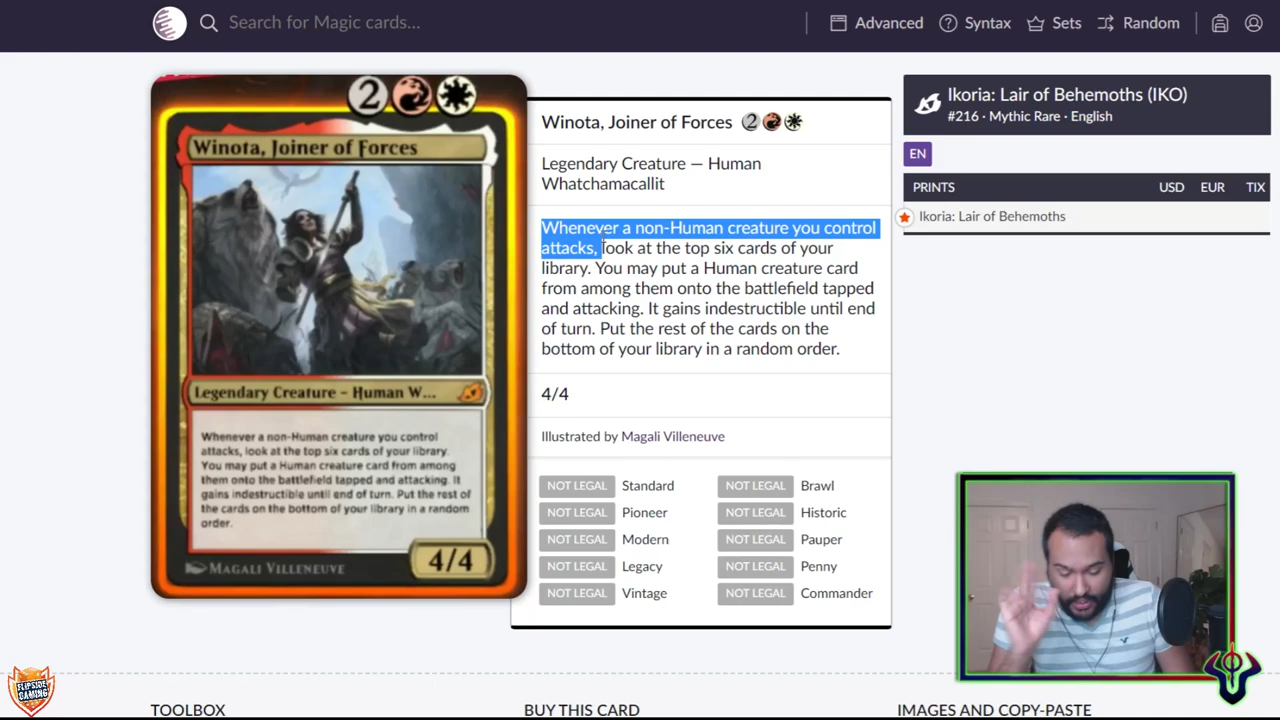 Search for Magic cards...
Advanced
Syntax
Sets
Random
2
Winota, Joiner of Forces
Legendary Creature – Human W...
Whenever a non-Human creature you control
attacks, look at the top six cards of your library.
You may put a Human creature card from among
them onto the battlefield tapped and attacking. It
gains indestructible until end of turn. Put the rest of
the cards on the bottom of your library in a random
order.
4/4
MAGALI VILLENEUVE
Winota, Joiner of Forces 2
Legendary Creature — Human
Whatchamacallit
Whenever a non-Human creature you control
attacks, look at the top six cards of your
library. You may put a Human creature card
from among them onto the battlefield tapped
and attacking. It gains indestructible until end
of turn. Put the rest of the cards on the
bottom of your library in a random order.
4/4
Illustrated by Magali Villeneuve
NOT LEGAL Standard NOT LEGAL Brawl
NOT LEGAL Pioneer NOT LEGAL Historic
NOT LEGAL Modern NOT LEGAL Pauper
NOT LEGAL Legacy NOT LEGAL Penny
NOT LEGAL Vintage NOT LEGAL Commander
Ikoria: Lair of Behemoths (IKO)
#216 • Mythic Rare • English
EN
PRINTS USD EUR TIX
Ikoria: Lair of Behemoths
FLIPSIDE
GAMING
TOOLBOX
BUY THIS CARD
IMAGES AND COPY-PASTE